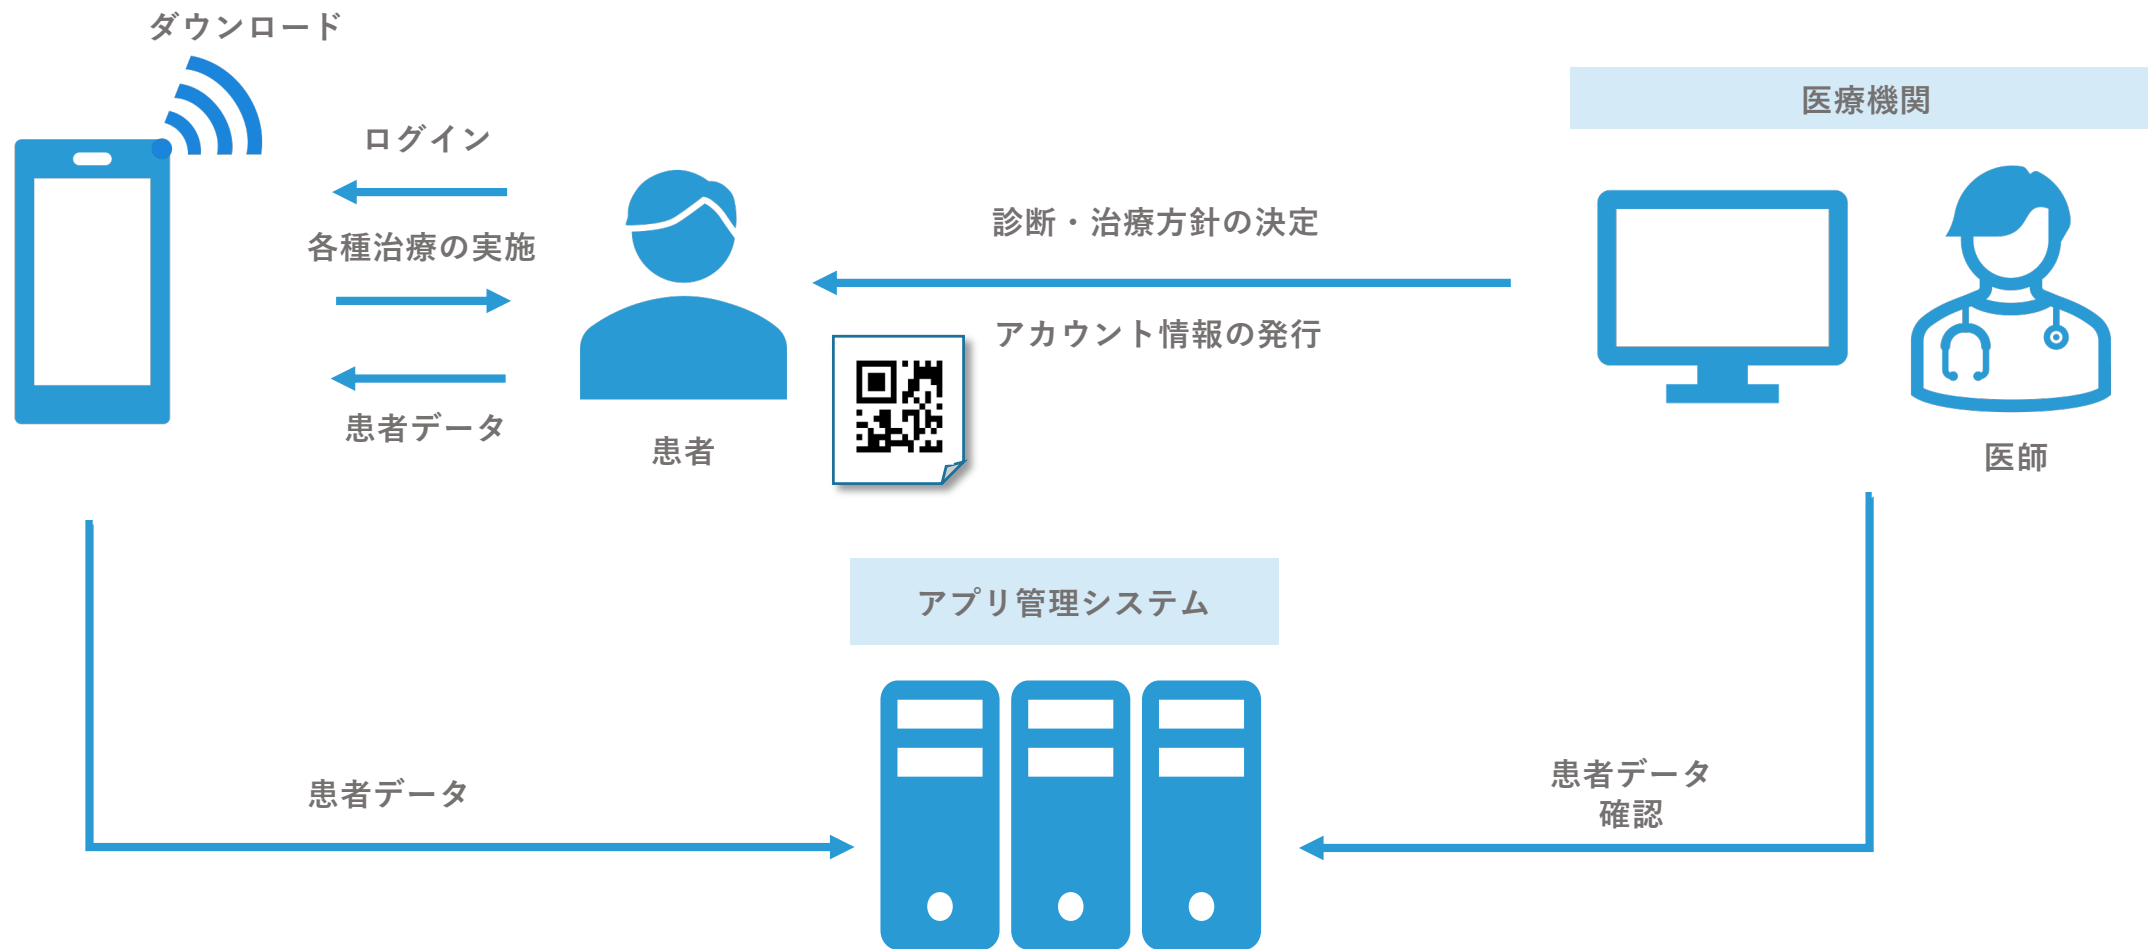 ダウンロード
医療機関
ログイン
診断・治療方針の決定
各種治療の実施
アカウント情報の発行
患者データ
患者
医師
アプリ管理システム
患者データ
患者データ
確認